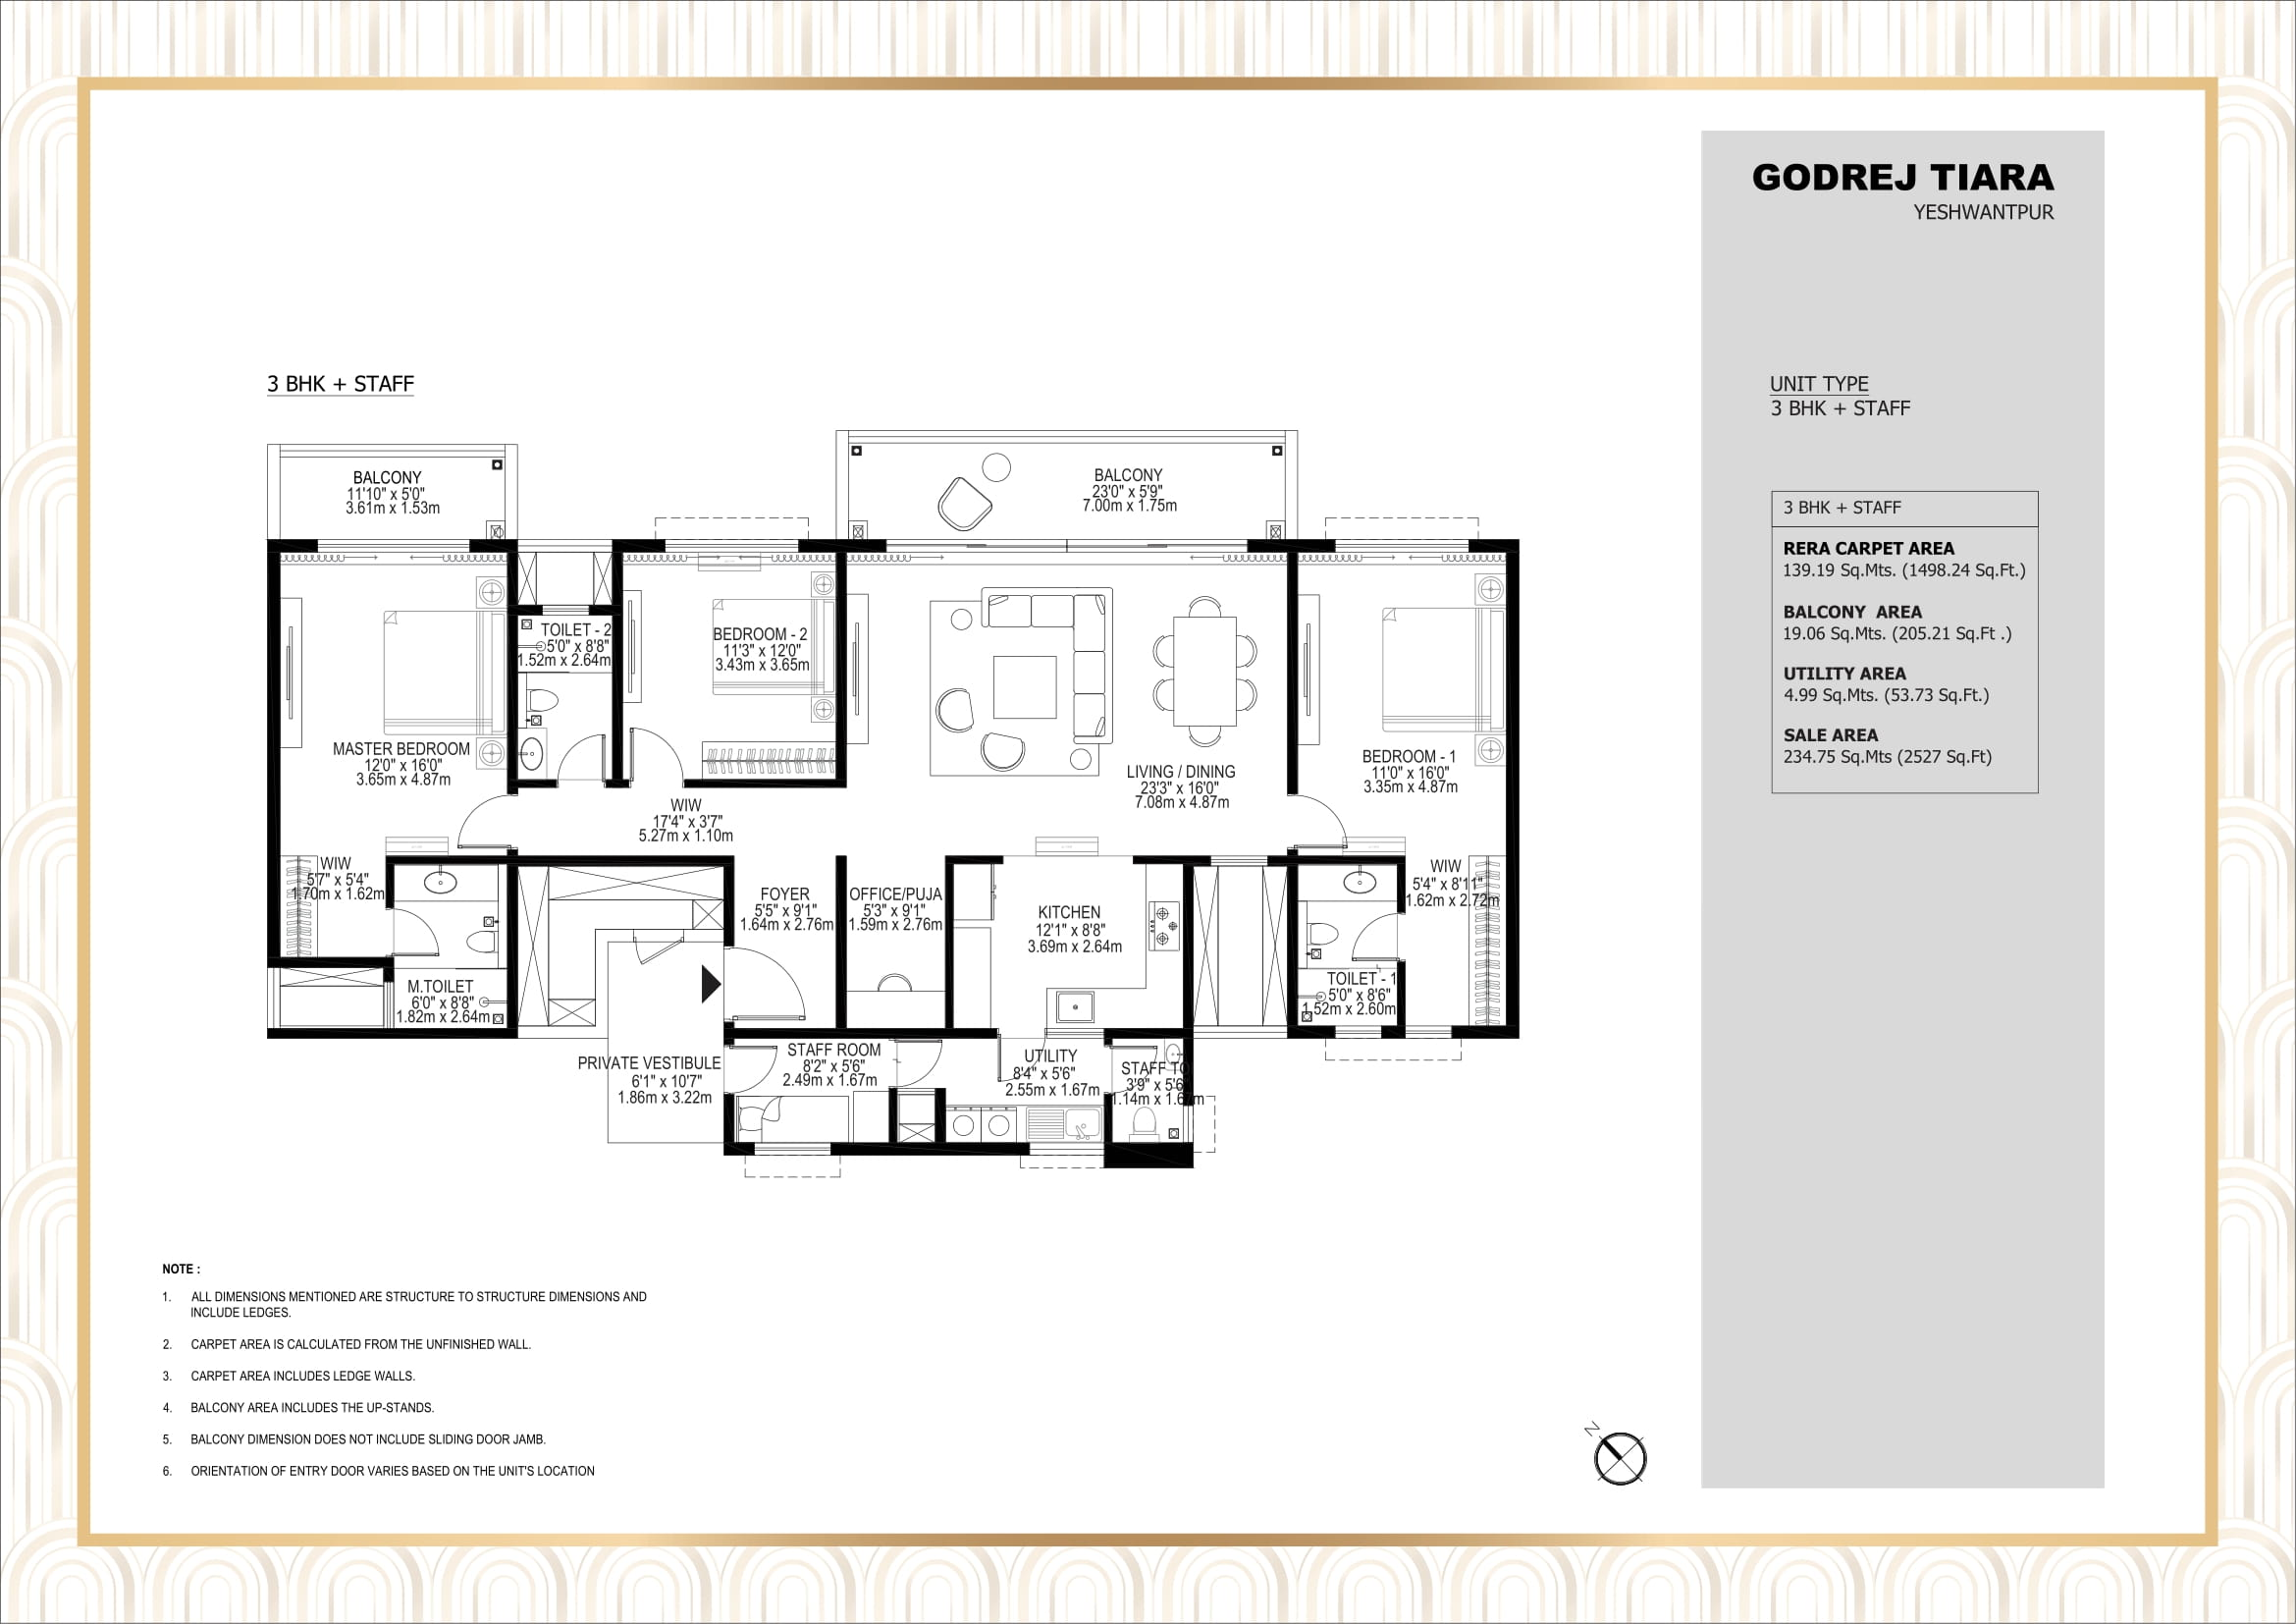 GODREJ TIARA
YESHWANTPUR
3 BHK + STAFF
UNIT TYPE
3 BHK + STAFF
3 BHK + STAFF
RERA CARPET AREA
139.19 Sq.Mts. (1498.24 Sq.Ft.)
BALCONY AREA
19.06 Sq.Mts. (205.21 Sq.Ft .)
UTILITY AREA
4.99 Sq.Mts. (53.73 Sq.Ft.)
SALE AREA
234.75 Sq.Mts (2527 Sq.Ft)
BALCONY
11'10" x 5'0"
3.61m x 1.53m
BALCONY
23'0" x 5'9"
7.00m x 1.75m
TOILET - 2
5'0" x 8'8"
1.52m x 2.64m
BEDROOM - 2
11'3" x 12'0"
3.43m x 3.65m
MASTER BEDROOM
12'0" x 16'0"
3.65m x 4.87m
LIVING / DINING
23'3" x 16'0"
7.08m x 4.87m
BEDROOM - 1
11'0" x 16'0"
3.35m x 4.87m
WIW
17'4" x 3'7"
5.27m x 1.10m
WIW
5'7" x 5'4"
1.70m x 1.62m
FOYER
5'5" x 9'1"
1.64m x 2.76m
OFFICE/PUJA
5'3" x 9'1"
1.59m x 2.76m
KITCHEN
12'1" x 8'8"
3.69m x 2.64m
WIW
5'4" x 8'11"
1.62m x 2.72m
M.TOILET
6'0" x 8'8"
1.82m x 2.64m
TOILET - 1
5'0" x 8'6"
1.52m x 2.60m
PRIVATE VESTIBULE
6'1" x 10'7"
1.86m x 3.22m
STAFF ROOM
8'2" x 5'6"
2.49m x 1.67m
UTILITY
8'4" x 5'6"
2.55m x 1.67m
STAFF TO
3'9" x 5'6
1.14m x 1.6
NOTE :
1. ALL DIMENSIONS MENTIONED ARE STRUCTURE TO STRUCTURE DIMENSIONS AND
INCLUDE LEDGES.
2. CARPET AREA IS CALCULATED FROM THE UNFINISHED WALL.
3. CARPET AREA INCLUDES LEDGE WALLS.
4. BALCONY AREA INCLUDES THE UP-STANDS.
5. BALCONY DIMENSION DOES NOT INCLUDE SLIDING DOOR JAMB.
6. ORIENTATION OF ENTRY DOOR VARIES BASED ON THE UNIT'S LOCATION
N